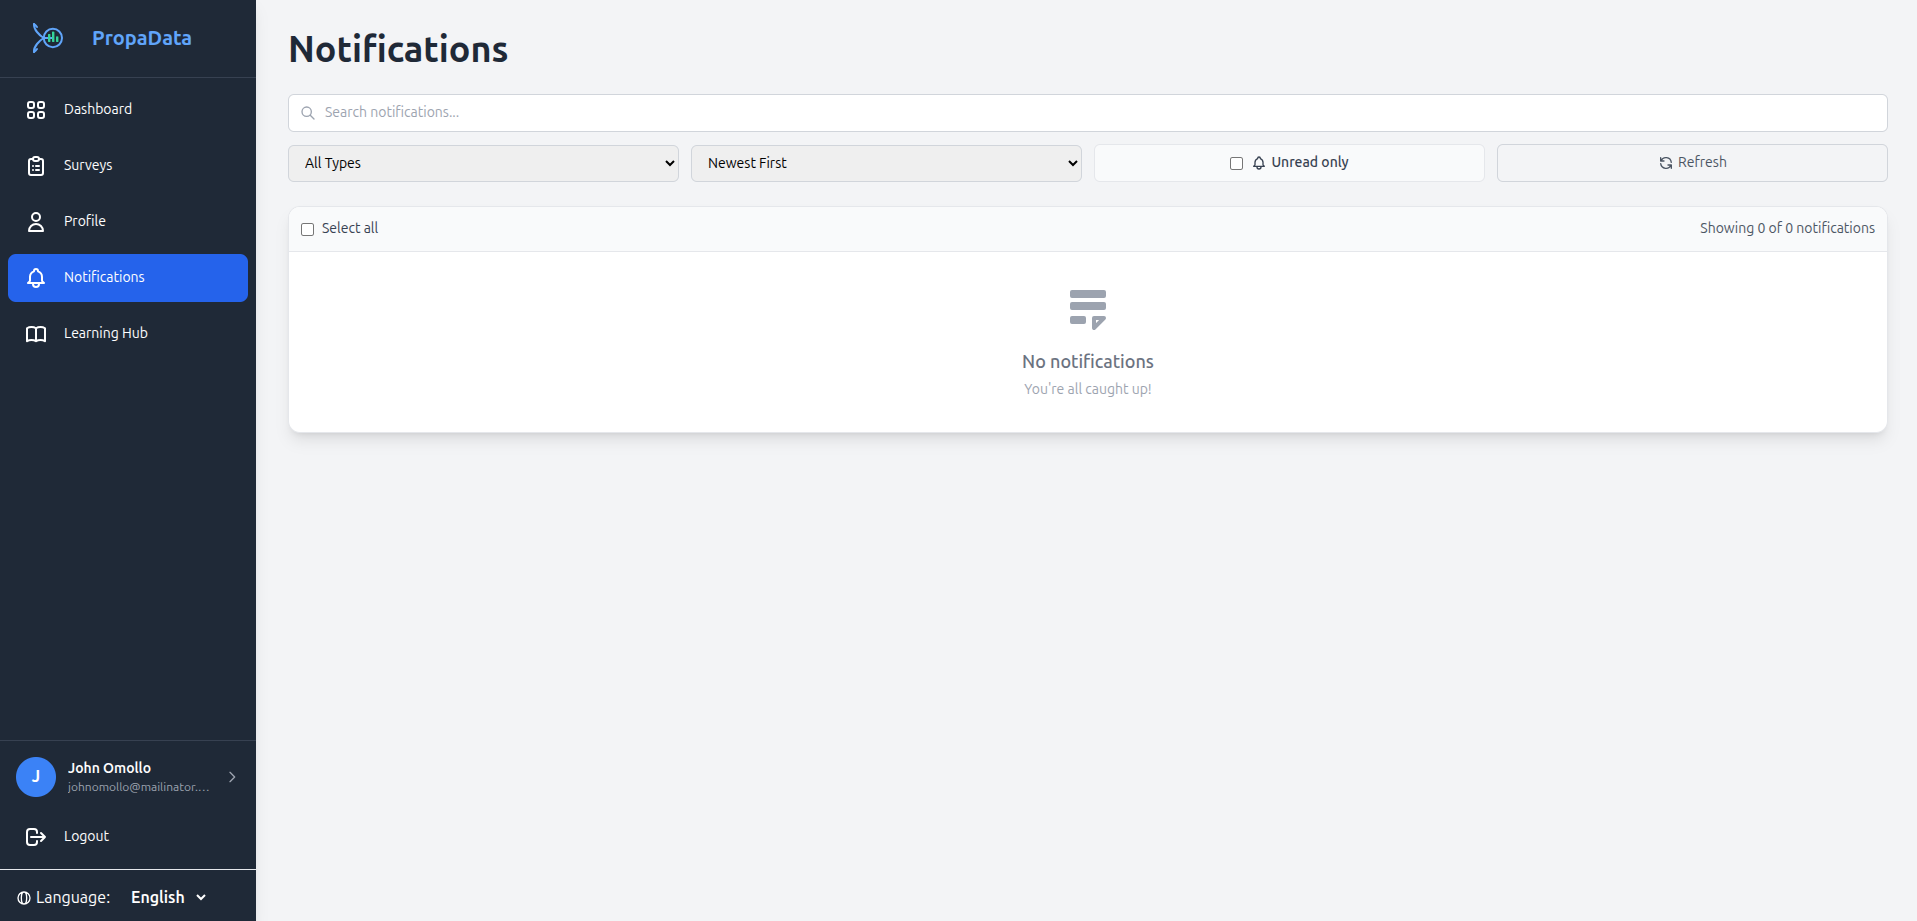 PropaData
Dashboard
Surveys
Profile
Notifications
Learning Hub
J
John Omollo
johnomollo@mailinator....
Logout
Language: English
Notifications
Search notifications...
All Types
Newest First
Unread only
Refresh
Select all
Showing 0 of 0 notifications
No notifications
You're all caught up!